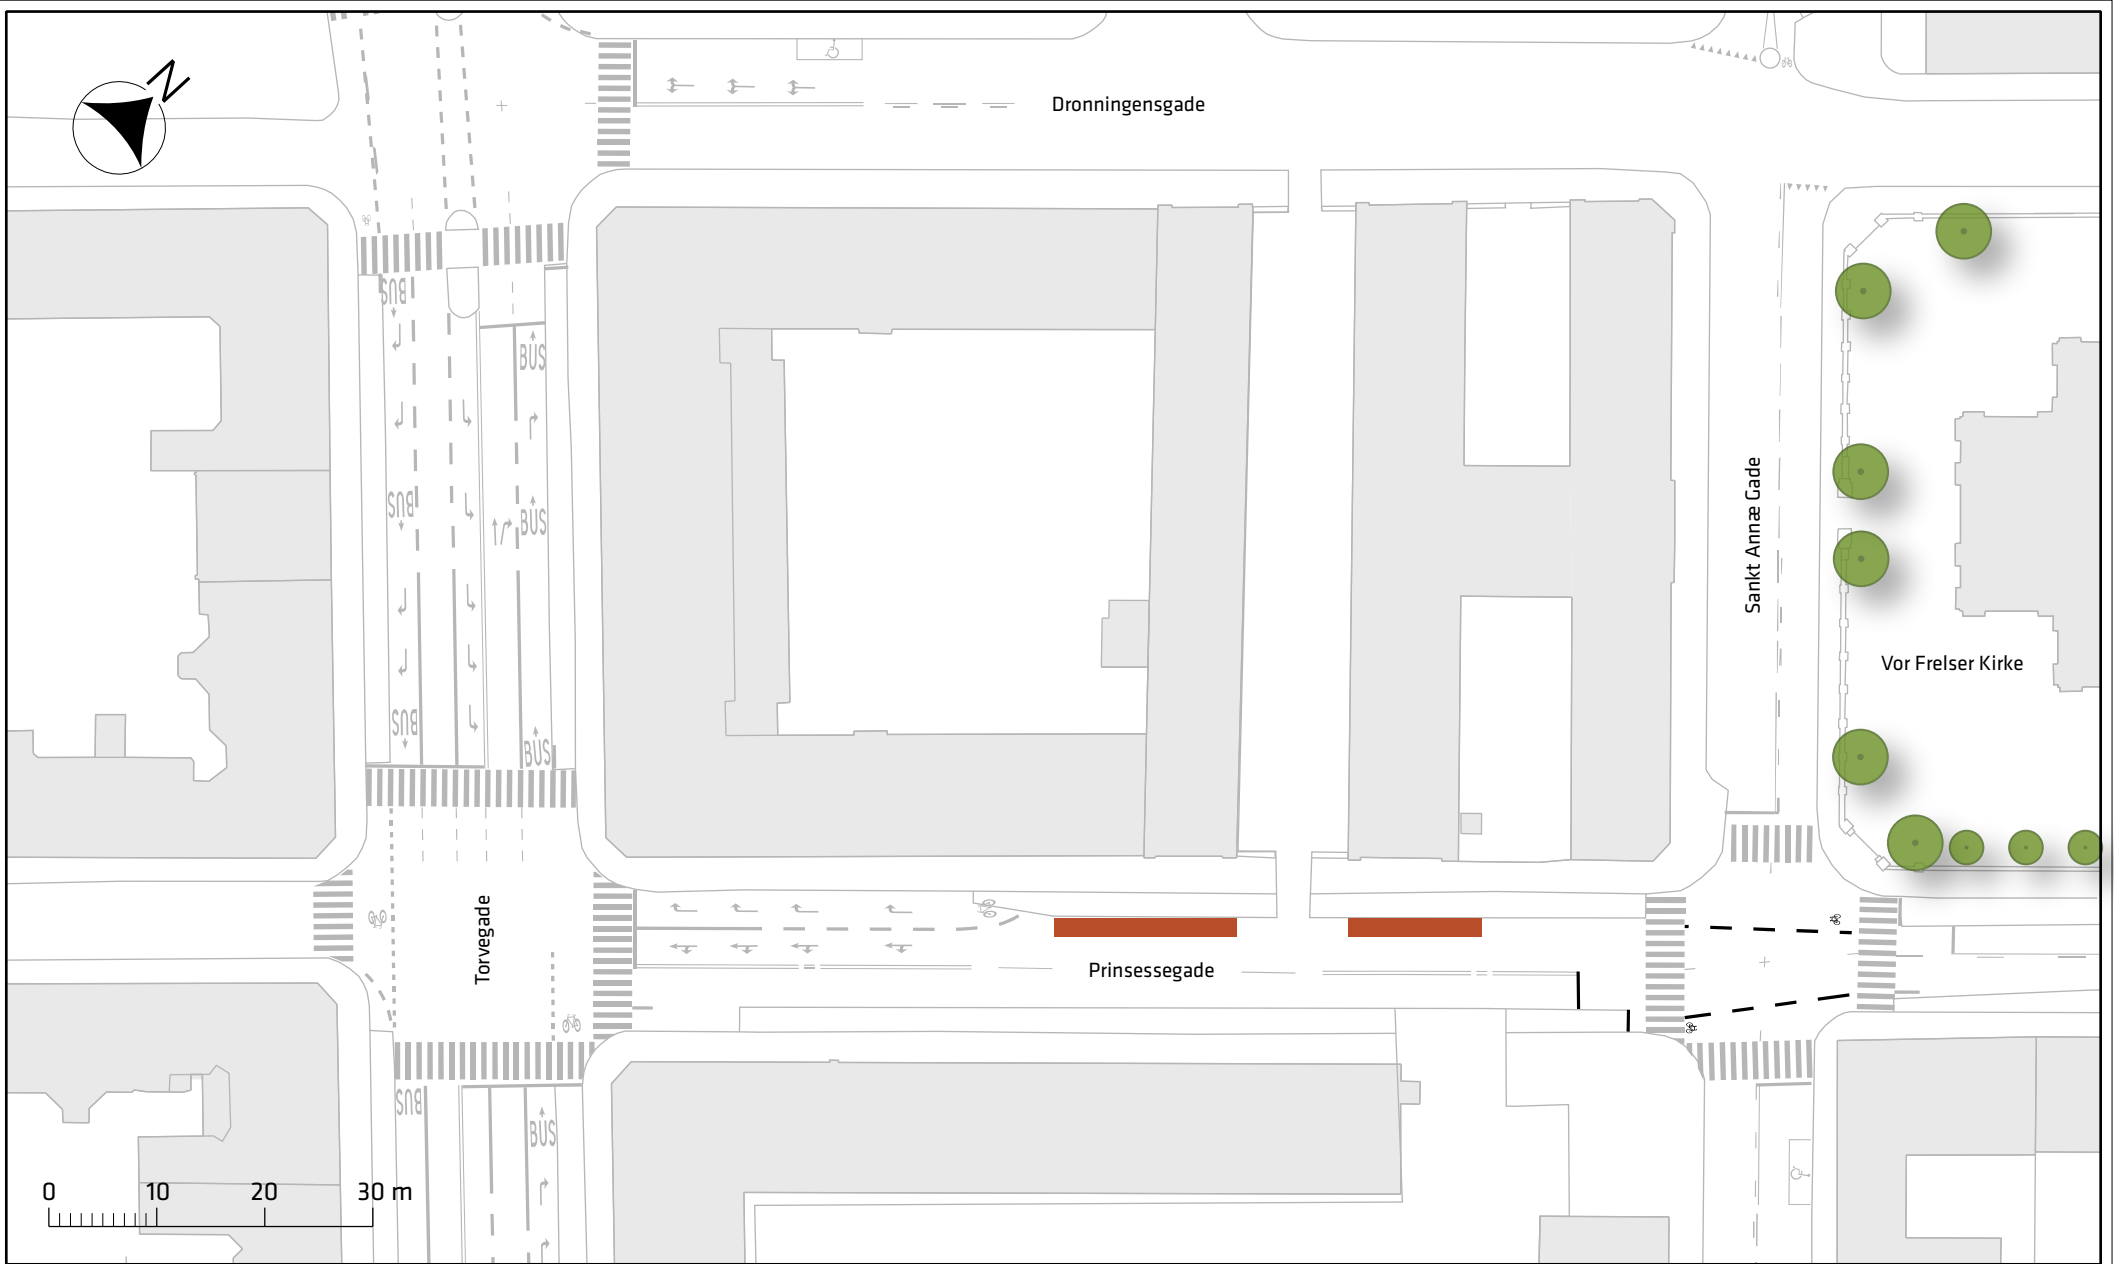 N
Dronningensgade
BUS
BUS
BUS
BUS
Sankt Annæ Gade
Vor Frelser Kirke
BUS
BUS
Torvegade
Prinsessegade
BUS
BUS
0 10 20 30 m